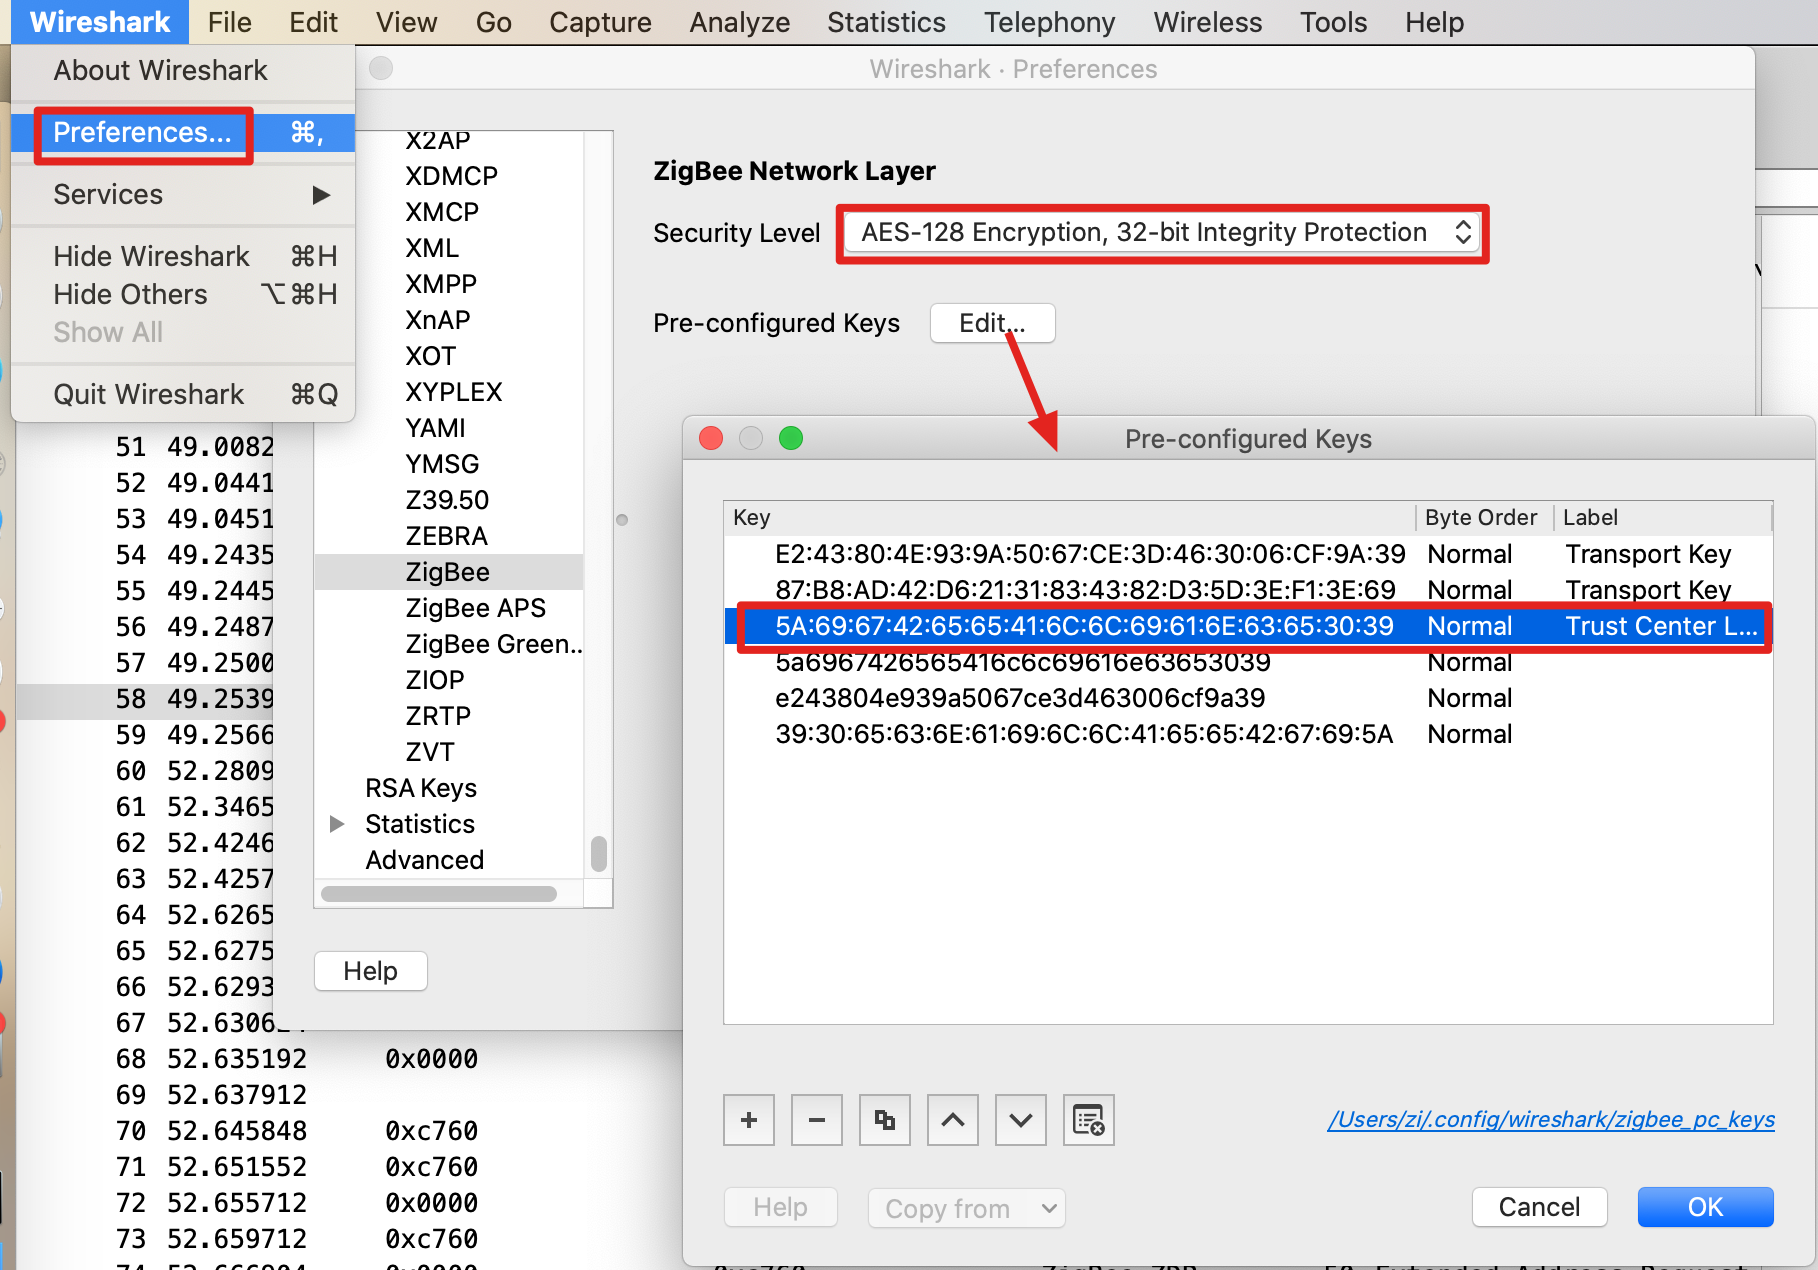 Wireshark File Edit View Go Capture Analyze Statistics Telephony Wireless Tools Help
About Wireshark
Preferences... ⌘,
Services ▶
Hide Wireshark ⌘H
Hide Others ⌥⌘H
Show All
Quit Wireshark ⌘Q
Wireshark · Preferences
X2AP
XDMCP
XMCP
XML
XMPP
XnAP
XOT
XYPLEX
YAMI
YMSG
Z39.50
ZEBRA
ZigBee
ZigBee APS
ZigBee Green..
ZIOP
ZRTP
ZVT
RSA Keys
Statistics
Advanced
Help
ZigBee Network Layer
Security Level AES-128 Encryption, 32-bit Integrity Protection
Pre-configured Keys Edit...
Pre-configured Keys
Key Byte Order Label
E2:43:80:4E:93:9A:50:67:CE:3D:46:30:06:CF:9A:39 Normal Transport Key
87:B8:AD:42:D6:21:31:83:43:82:D3:5D:3E:F1:3E:69 Normal Transport Key
5A:69:67:42:65:65:41:6C:6C:69:61:6E:63:65:30:39 Normal Trust Center L...
5a6967426565416c6c69616e63653039 Normal
e243804e939a5067ce3d463006cf9a39 Normal
39:30:65:63:6E:61:69:6C:6C:41:65:65:42:67:69:5A Normal
/Users/zi/.config/wireshark/zigbee_pc_keys
Help Copy from Cancel OK
51 49.0082
52 49.0441
53 49.0451
54 49.2435
55 49.2445
56 49.2487
57 49.2500
58 49.2539
59 49.2566
60 52.2809
61 52.3465
62 52.4246
63 52.4257
64 52.6265
65 52.6275
66 52.6293
67 52.630624
68 52.635192 0x0000
69 52.637912
70 52.645848 0xc760
71 52.651552 0xc760
72 52.655712 0x0000
73 52.659712 0xc760
74 52.666904 0x0000 0xc760 ZigBee ZDP 50 Extended Address Request